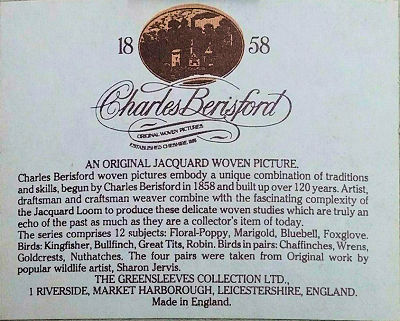 1858
Charles Berisford
ORIGINAL WOVEN PICTURES
ESTABLISHED CHESHIRE 1858
AN ORIGINAL JACQUARD WOVEN PICTURE.
Charles Berisford woven pictures embody a unique combination of traditions
and skills, begun by Charles Berisford in 1858 and built up over 120 years. Artist,
draftsman and craftsman weaver combine with the fascinating complexity of
the Jacquard Loom to produce these delicate woven studies which are truly an
echo of the past as much as they are a collector's item of today.
The series comprises 12 subjects: Floral-Poppy, Marigold, Bluebell, Foxglove.
Birds: Kingfisher, Bullfinch, Great Tits, Robin. Birds in pairs: Chaffinches, Wrens,
Goldcrests, Nuthatches. The four pairs were taken from Original work by
popular wildlife artist, Sharon Jervis.
THE GREENSLEEVES COLLECTION LTD.,
1 RIVERSIDE, MARKET HARBOROUGH, LEICESTERSHIRE, ENGLAND.
Made in England.